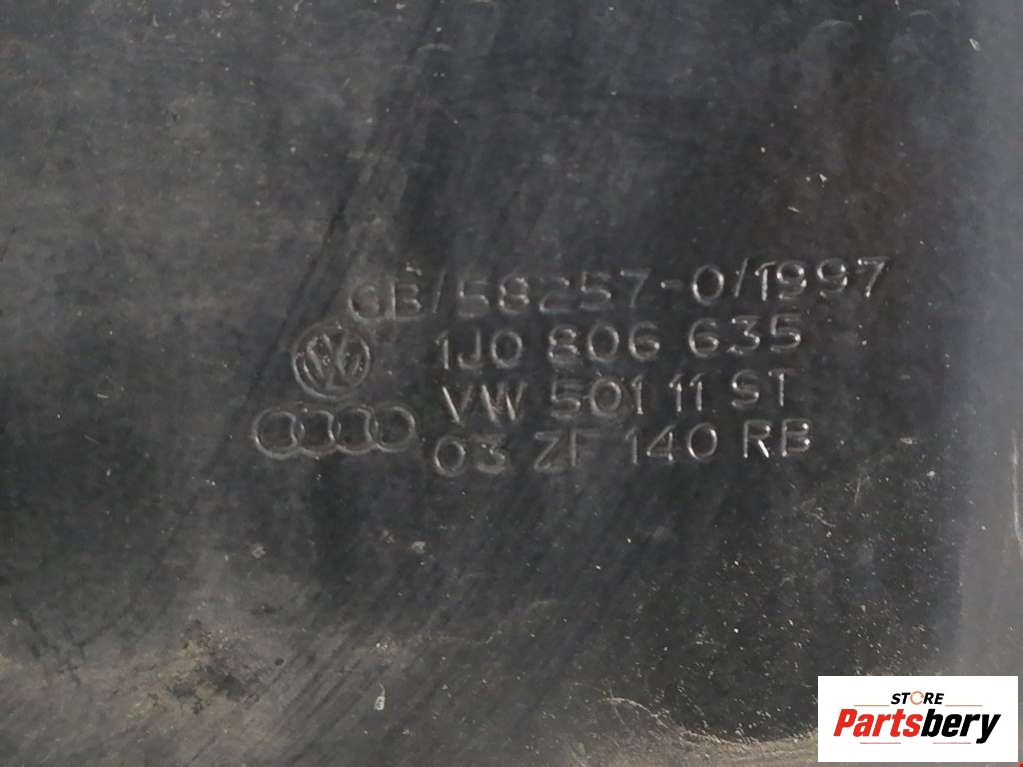 GB/58257-0/1997
1J0 806 635
VW 501 11 ST
03 ZF 140 RB
STORE
Partsbery